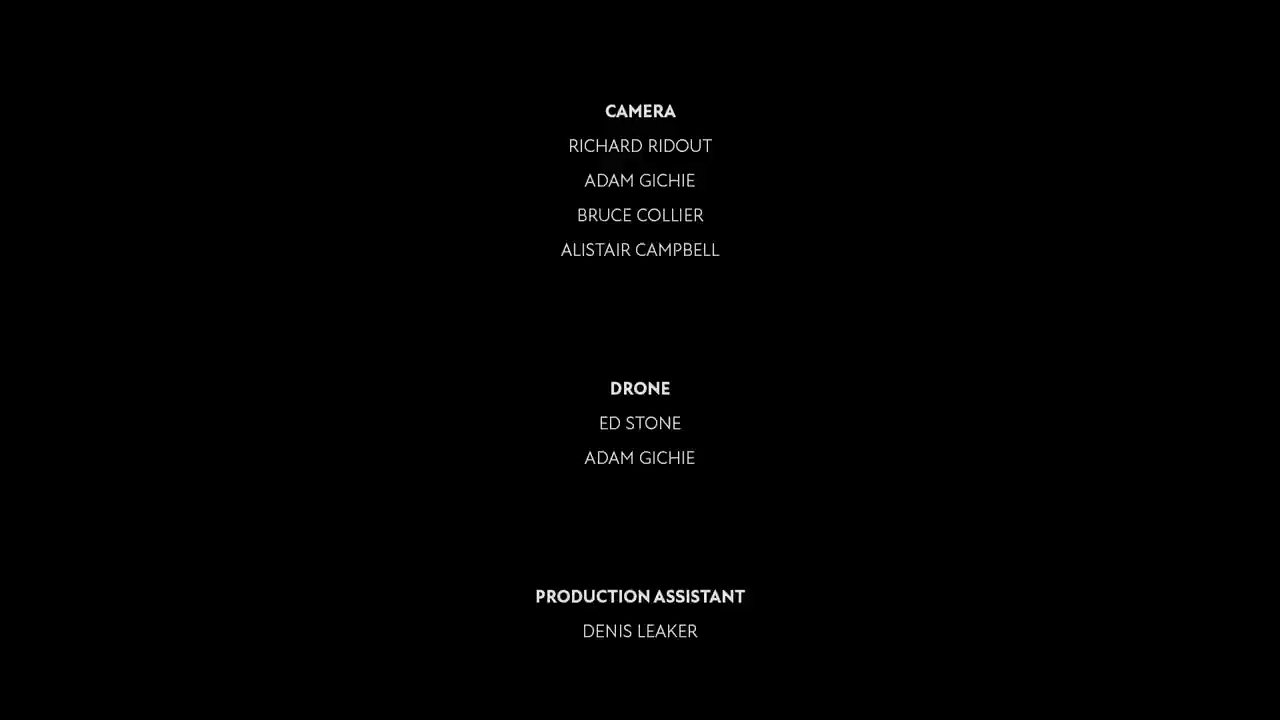 CAMERA
RICHARD RIDOUT
ADAM GICHIE
BRUCE COLLIER
ALISTAIR CAMPBELL
DRONE
ED STONE
ADAM GICHIE
PRODUCTION ASSISTANT
DENIS LEAKER